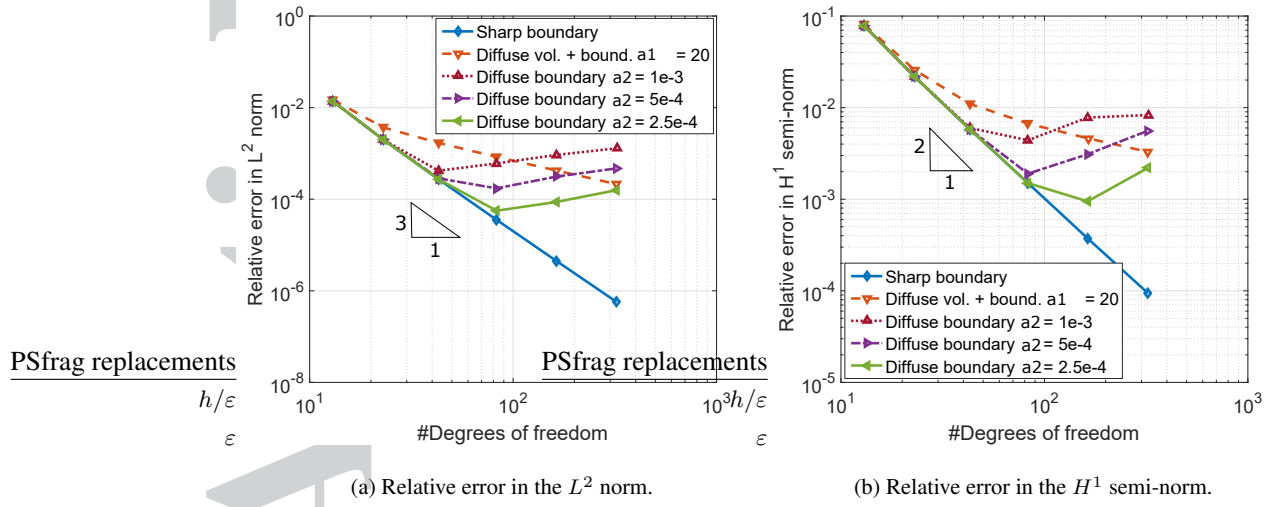 10^0
10^-2
10^-4
10^-6
10^-8
Relative error in L^2 norm
Sharp boundary
Diffuse vol. + bound. a1 = 20
Diffuse boundary a2 = 1e-3
Diffuse boundary a2 = 5e-4
Diffuse boundary a2 = 2.5e-4
3
1
10^1
10^2
10^3
#Degrees of freedom
PSfrag replacements
h/ε
ε
(a) Relative error in the L^2 norm.
10^-1
10^-2
10^-3
10^-4
10^-5
Relative error in H^1 semi-norm
2
1
Sharp boundary
Diffuse vol. + bound. a1 = 20
Diffuse boundary a2 = 1e-3
Diffuse boundary a2 = 5e-4
Diffuse boundary a2 = 2.5e-4
10^1
10^2
10^3
#Degrees of freedom
PSfrag replacements
h/ε
ε
(b) Relative error in the H^1 semi-norm.